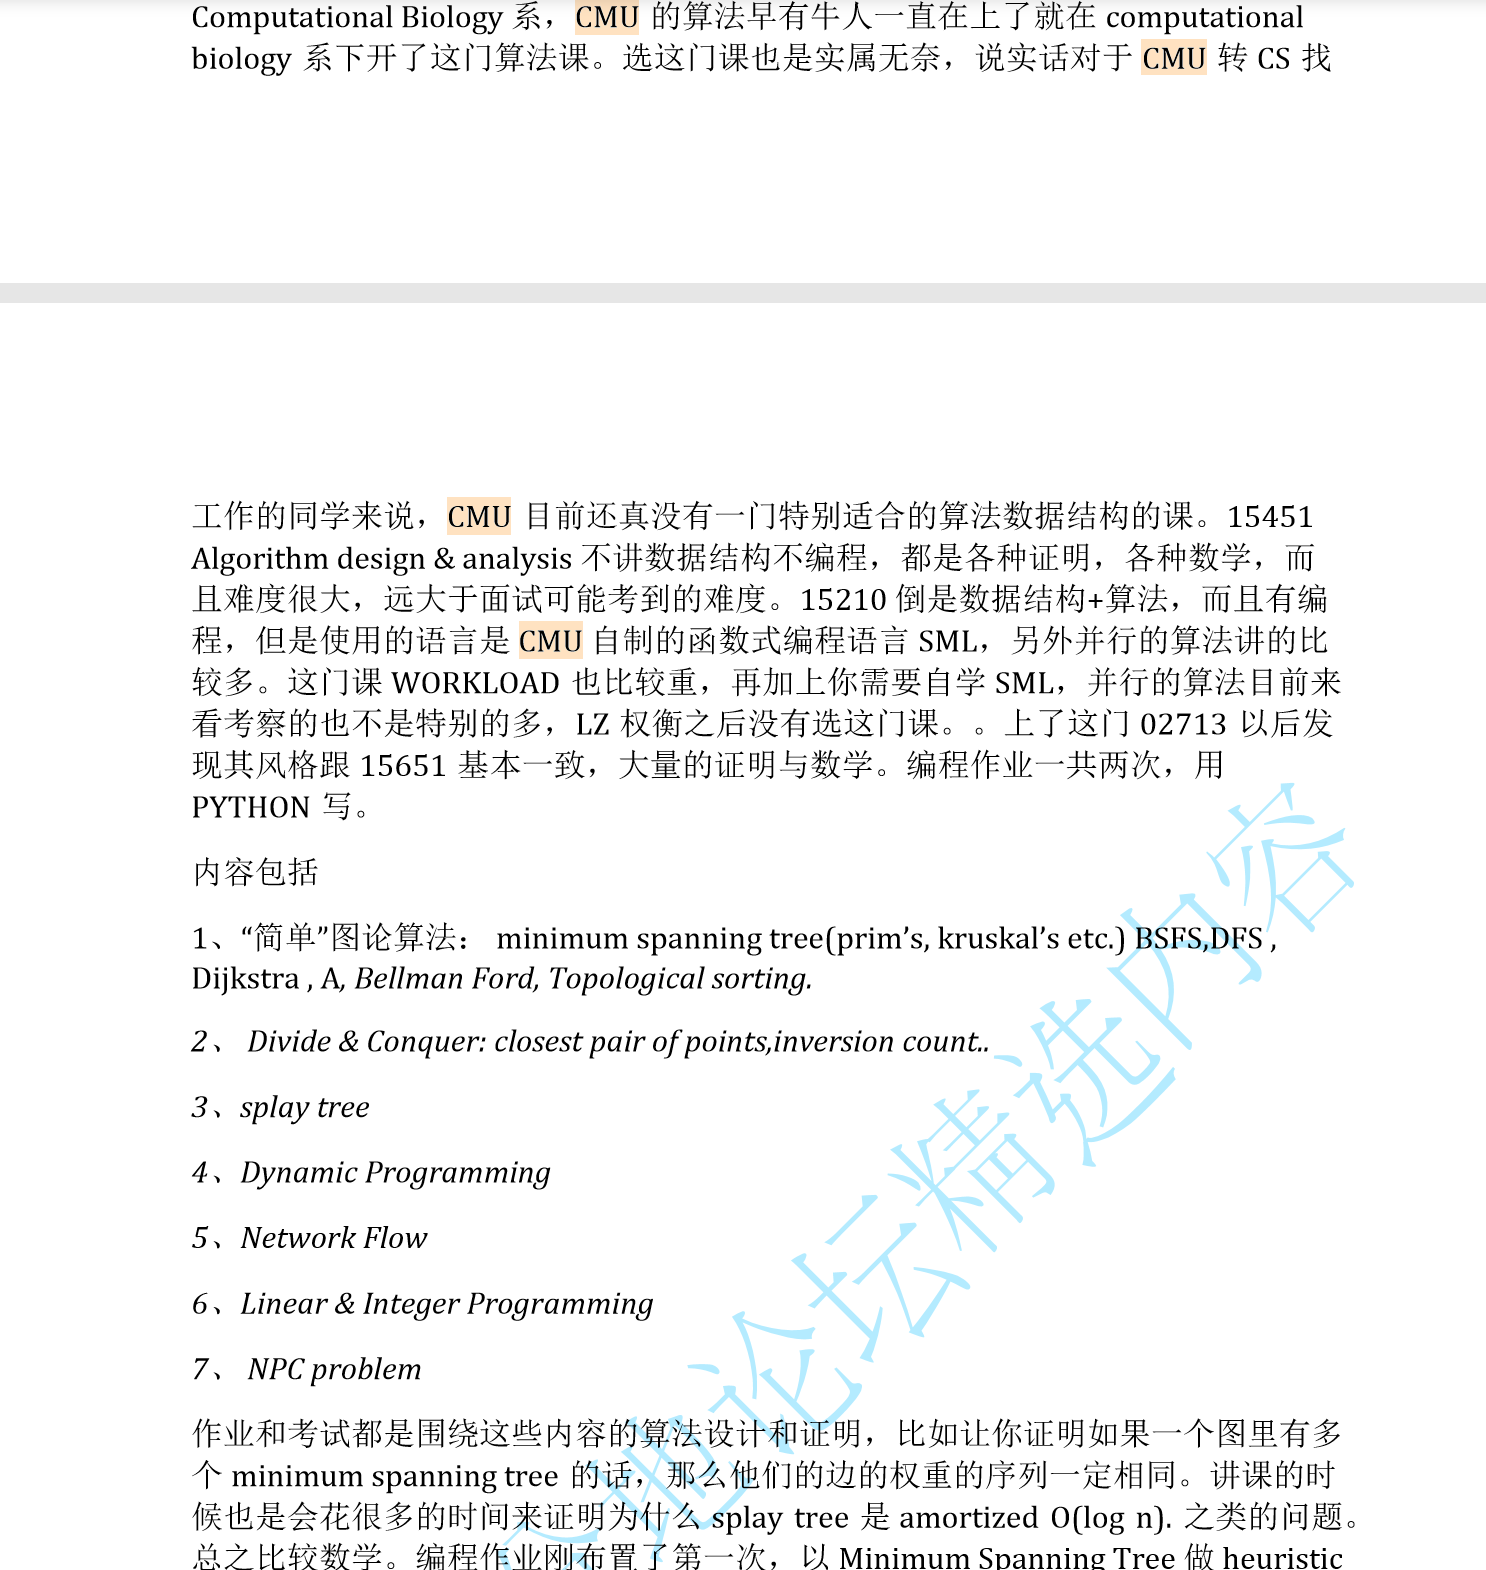 Computational Biology 系，CMU 的算法早有牛人一直在上了就在 computational
biology 系下开了这门算法课。选这门课也是实属无奈，说实话对于 CMU 转 CS 找
工作的同学来说，CMU 目前还真没有一门特别适合的算法数据结构的课。15451
Algorithm design & analysis 不讲数据结构不编程，都是各种证明，各种数学，而
且难度很大，远大于面试可能考到的难度。15210 倒是数据结构+算法，而且有编
程，但是使用的语言是 CMU 自制的函数式编程语言 SML，另外并行的算法讲的比
较多。这门课 WORKLOAD 也比较重，再加上你需要自学 SML，并行的算法目前来
看考察的也不是特别的多，LZ 权衡之后没有选这门课。。上了这门 02713 以后发
现其风格跟 15651 基本一致，大量的证明与数学。编程作业一共两次，用
PYTHON 写。
内容包括
1、“简单”图论算法： minimum spanning tree(prim’s, kruskal’s etc.) BSFS,DFS ,
Dijkstra , A, Bellman Ford, Topological sorting.
2、 Divide & Conquer: closest pair of points,inversion count..
3、splay tree
4、Dynamic Programming
5、Network Flow
6、Linear & Integer Programming
7、 NPC problem
作业和考试都是围绕这些内容的算法设计和证明，比如让你证明如果一个图里有多
个 minimum spanning tree 的话，那么他们的边的权重的序列一定相同。讲课的时
候也是会花很多的时间来证明为什么 splay tree 是 amortized O(log n). 之类的问题。
总之比较数学。编程作业刚布置了第一次，以 Minimum Spanning Tree 做 heuristic
地论坛精选内容